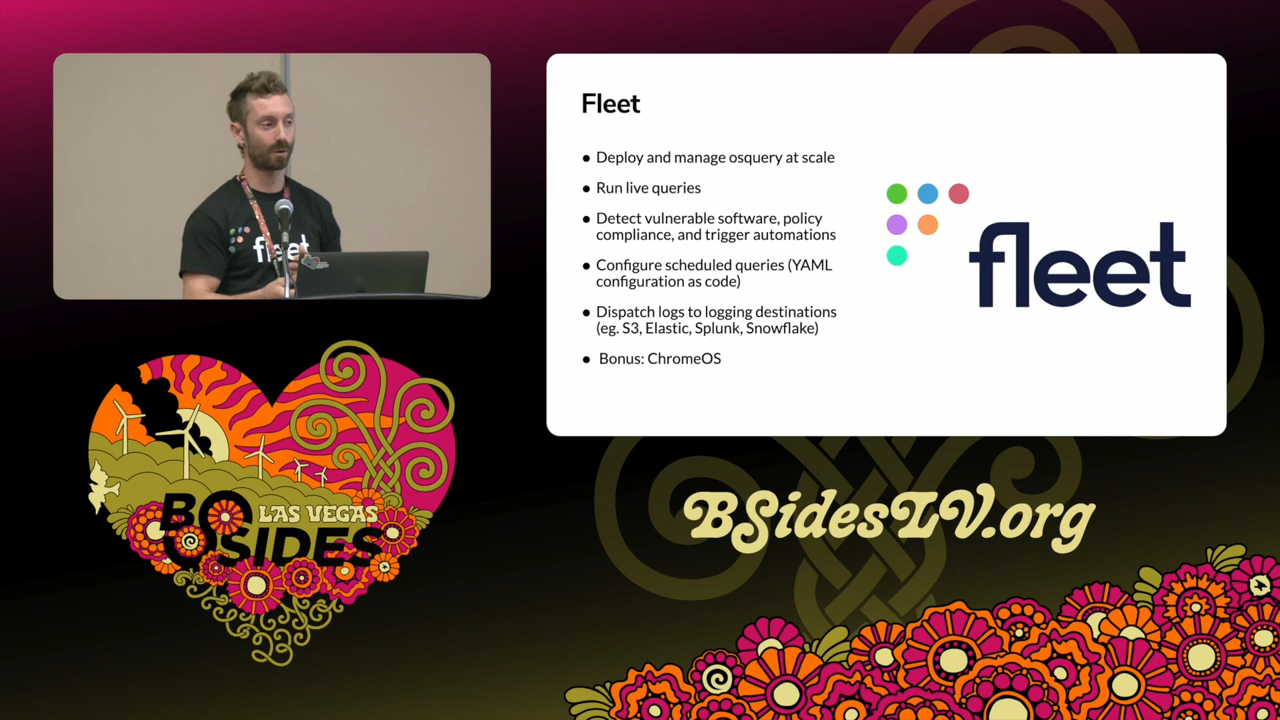 fleet
Fleet
● Deploy and manage osquery at scale
● Run live queries
● Detect vulnerable software, policy
compliance, and trigger automations
● Configure scheduled queries (YAML
configuration as code)
● Dispatch logs to logging destinations
(eg. S3, Elastic, Splunk, Snowflake)
● Bonus: ChromeOS
fleet
BSidesLV.org
LAS VEGAS
BSIDES
23